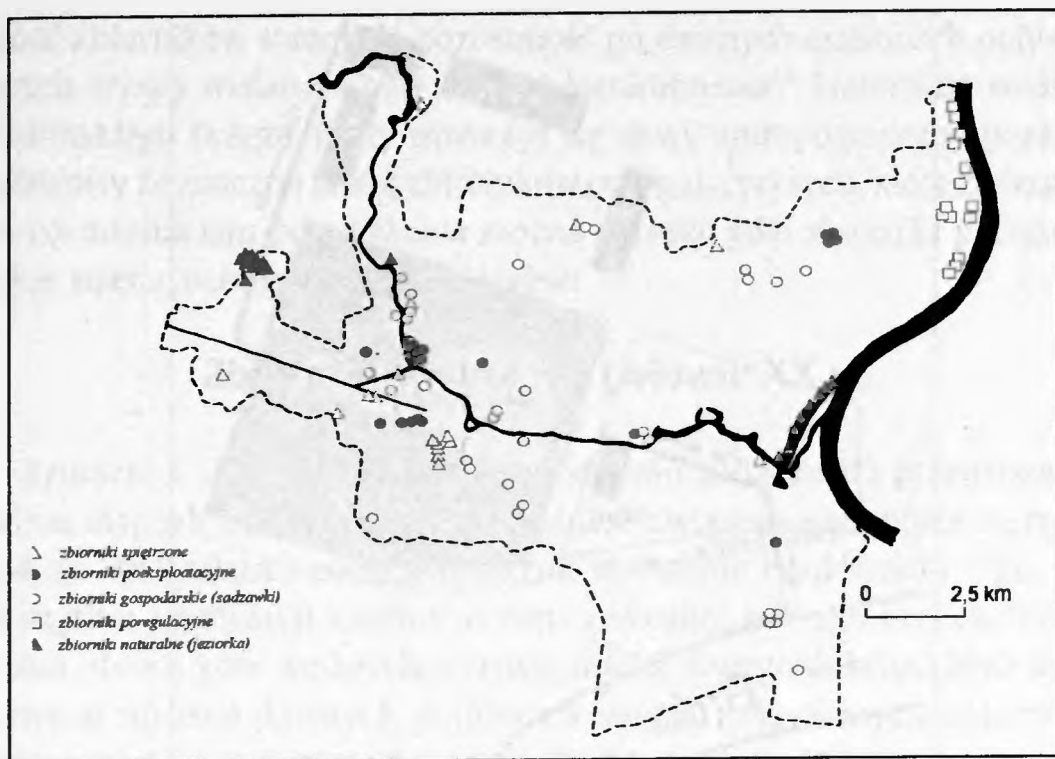 zbiorniki spiętrzone
zbiorniki poeksploatacyjne
zbiorniki gospodarskie (sadzawki)
zbiorniki poregulacyjne
zbiorniki naturalne (jeziorka)
0 2,5 km